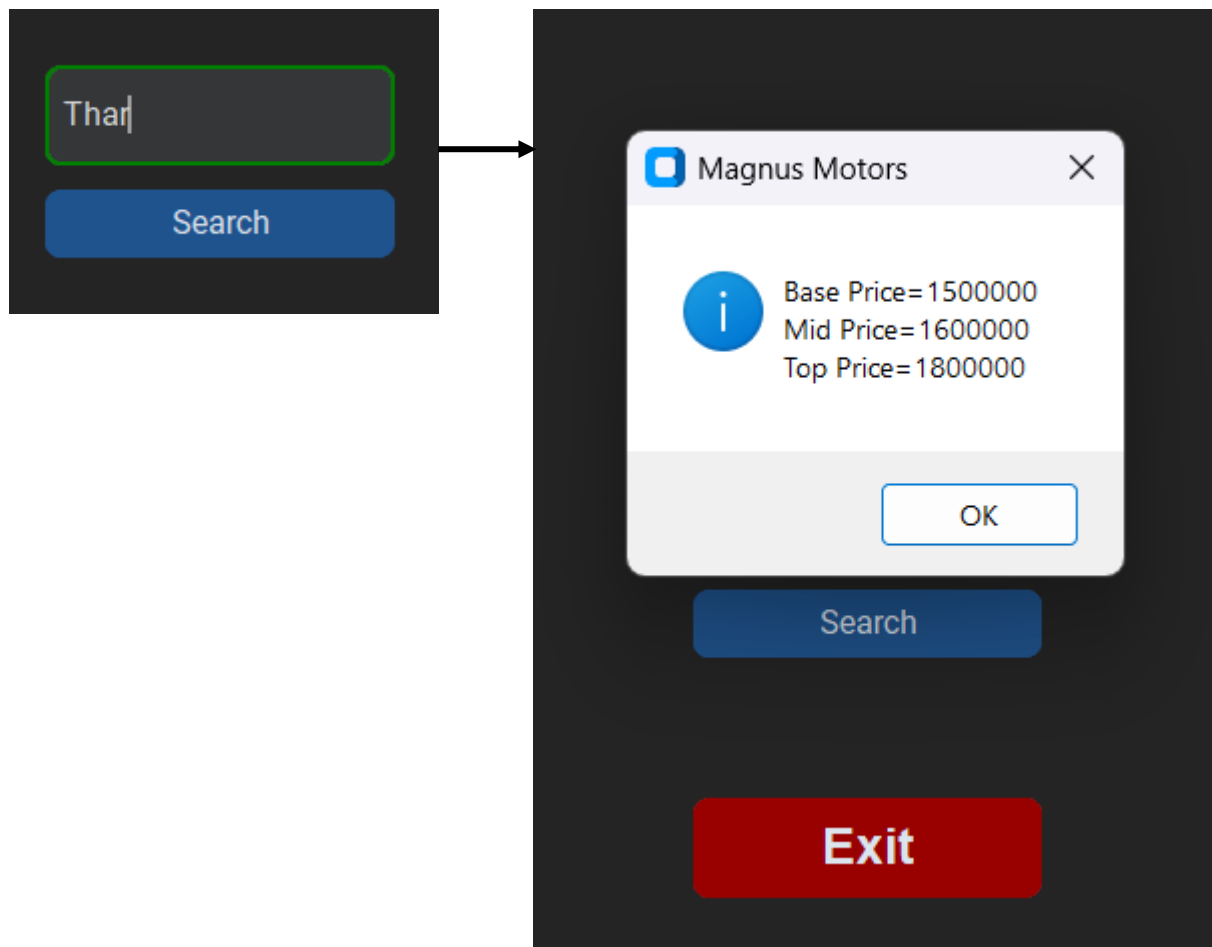 Thar
Search
Magnus Motors
Base Price=1500000
Mid Price=1600000
Top Price=1800000
OK
Search
Exit